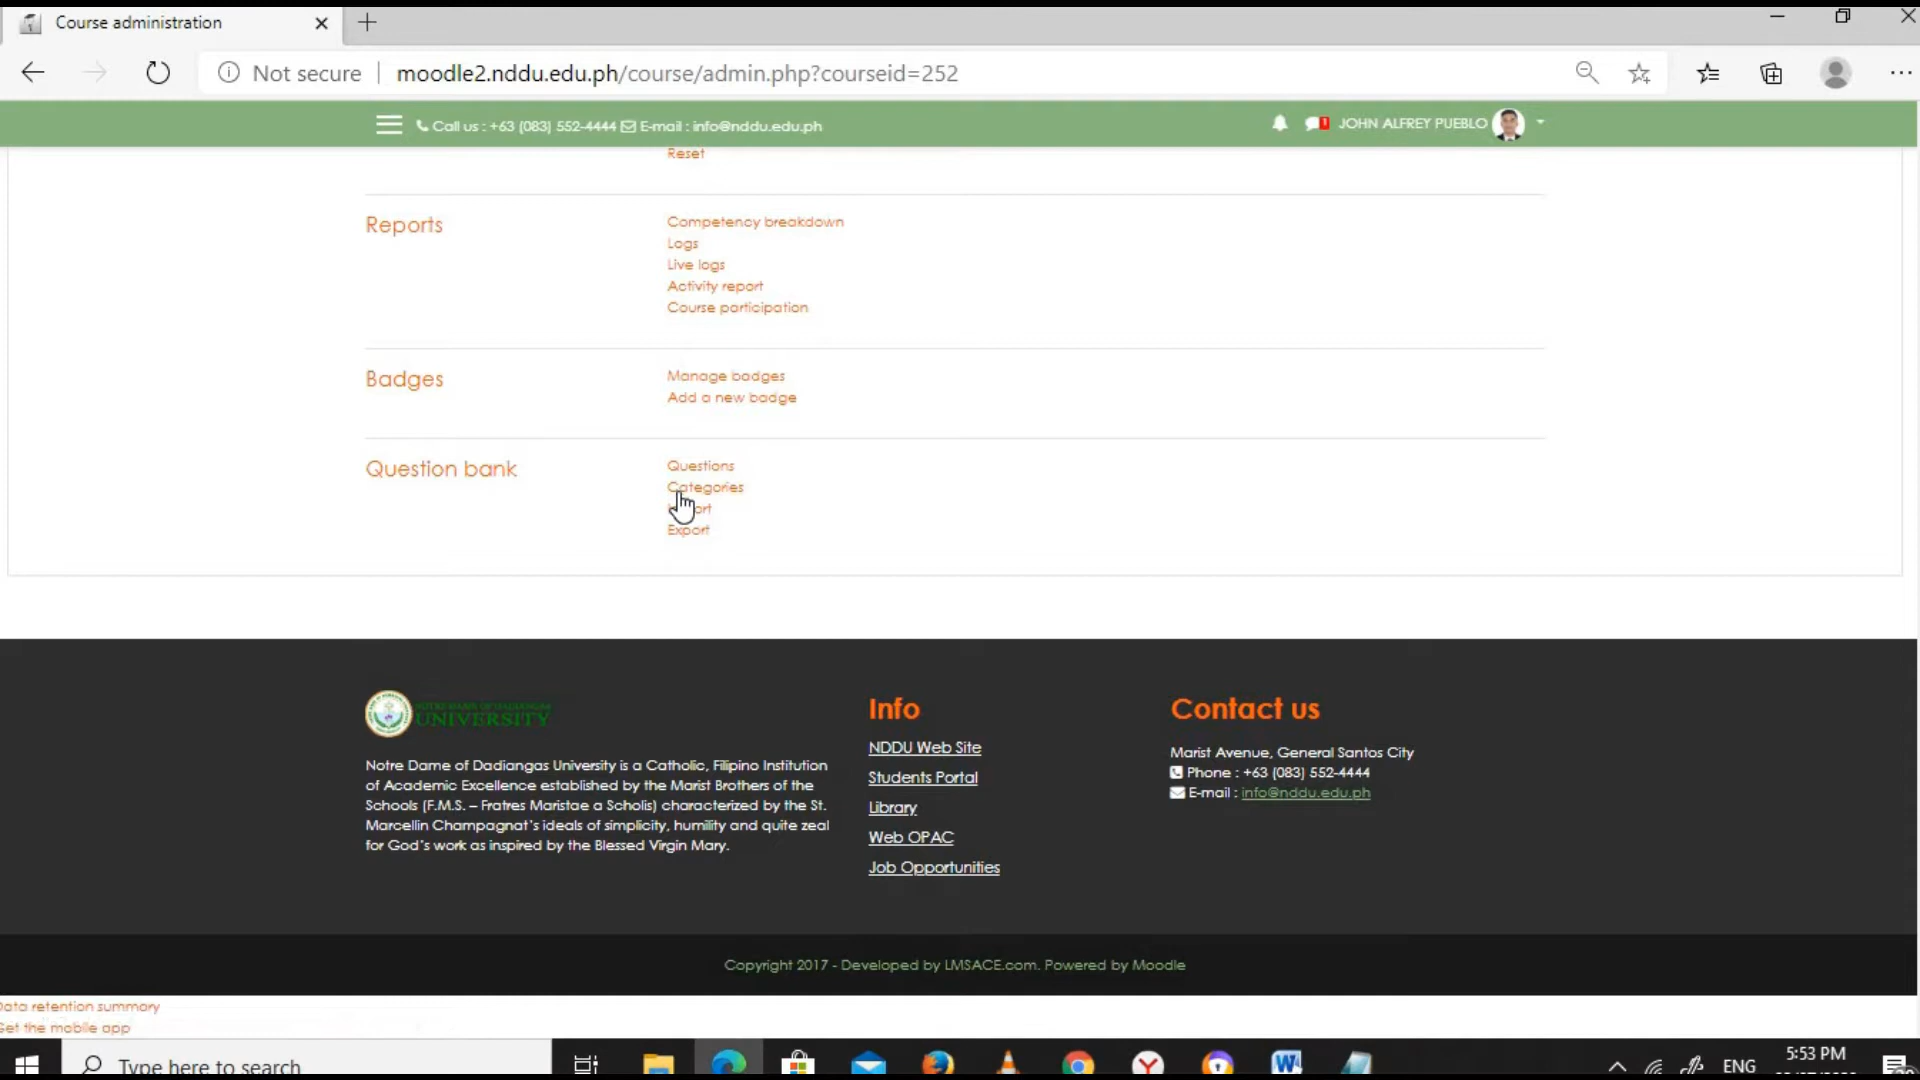 Course administration
Not secure
moodle2.nddu.edu.ph/course/admin.php?courseid=252
Call us : +63 (083) 552-4444 E-mail : info@nddu.edu.ph
1
JOHN ALFREY PUEBLO
Reset
Reports
Competency breakdown
Logs
Live logs
Activity report
Course participation
Badges
Manage badges
Add a new badge
Question bank
Questions
Categories
Export
NOTRE DAME OF DADIANGAS
UNIVERSITY
Notre Dame of Dadiangas University is a Catholic, Filipino Institution
of Academic Excellence established by the Marist Brothers of the
Schools (F.M.S. – Fratres Maristae a Scholis) characterized by the St.
Marcellin Champagnat's ideals of simplicity, humility and quite zeal
for God's work as inspired by the Blessed Virgin Mary.
Info
NDDU Web Site
Students Portal
Library
Web OPAC
Job Opportunities
Contact us
Marist Avenue, General Santos City
Phone : +63 (083) 552-4444
E-mail : info@nddu.edu.ph
Copyright 2017 - Developed by LMSACE.com. Powered by Moodle
Data retention summary
Get the mobile app
Type here to search
ENG
5:53 PM